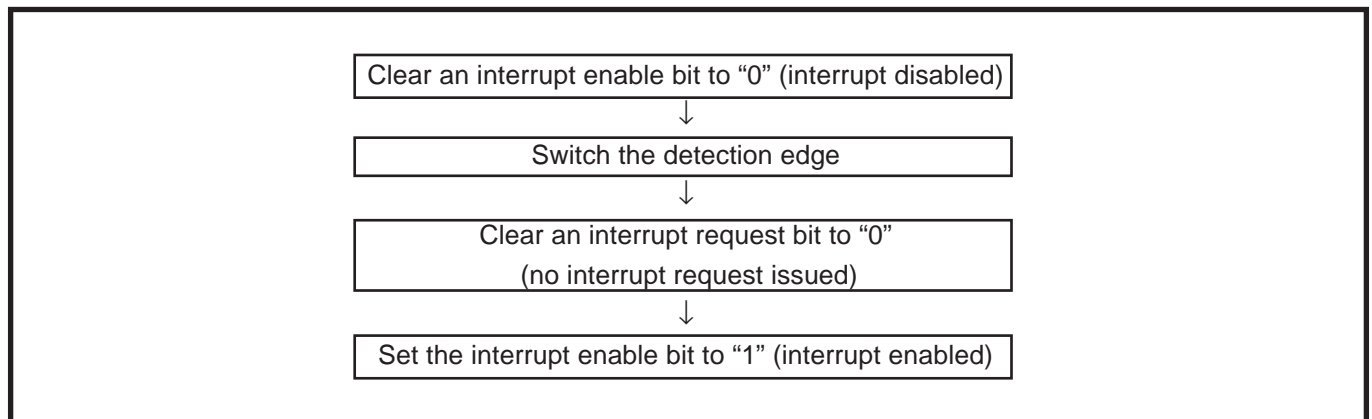 Clear an interrupt enable bit to “0” (interrupt disabled)
↓
Switch the detection edge
↓
Clear an interrupt request bit to “0”
(no interrupt request issued)
↓
Set the interrupt enable bit to “1” (interrupt enabled)